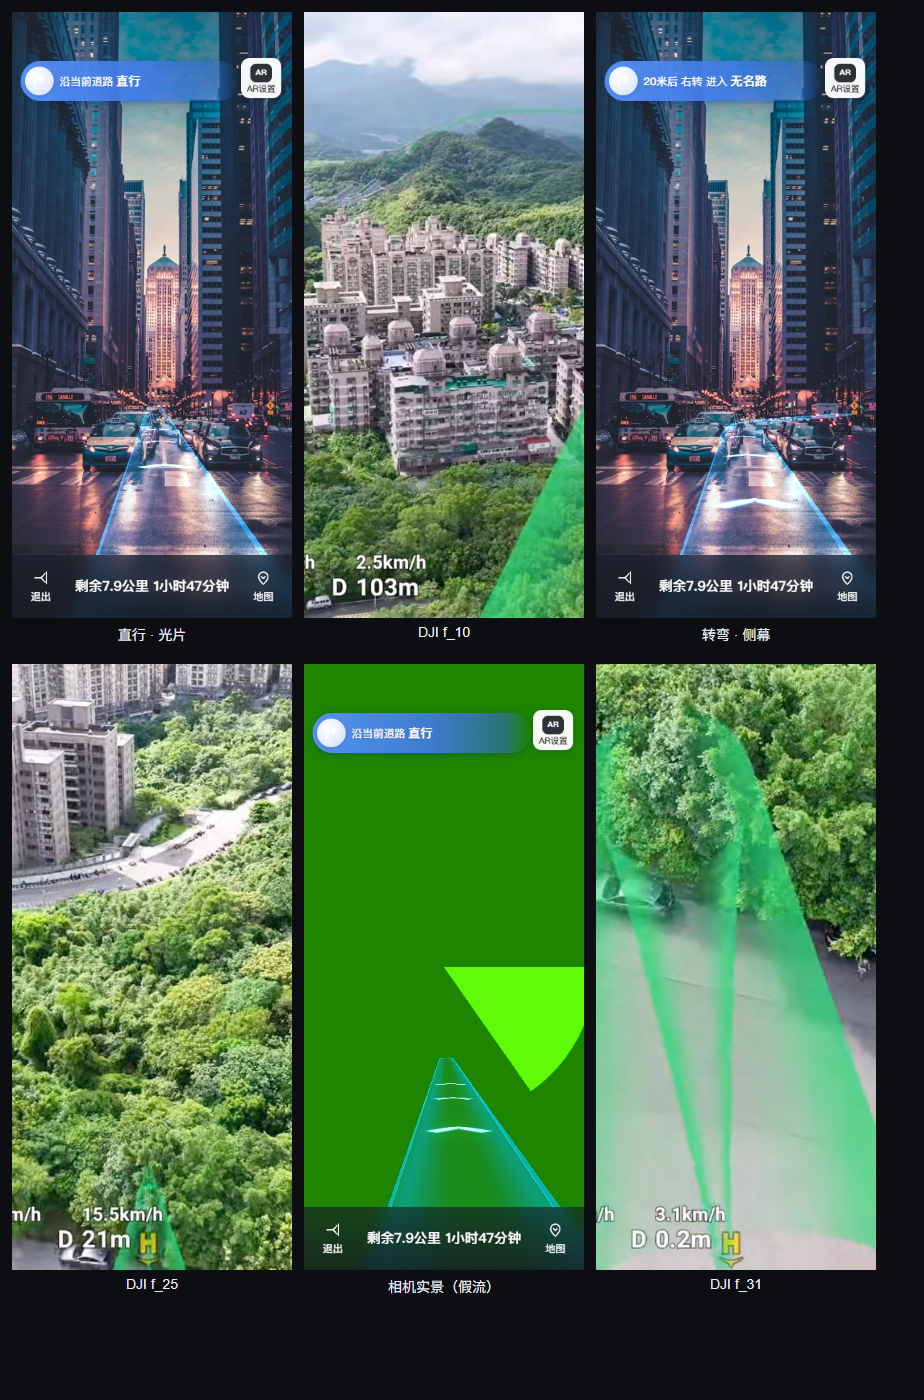 沿当前道路 直行
AR
AR设置
退出
剩余7.9公里 1小时47分钟
地图
直行 · 光片
h
2.5km/h
D 103m
DJI f_10
20米后 右转 进入 无名路
AR
AR设置
退出
剩余7.9公里 1小时47分钟
地图
转弯 · 侧幕
m/h
15.5km/h
D 21m H
DJI f_25
沿当前道路 直行
AR
AR设置
退出
剩余7.9公里 1小时47分钟
地图
相机实景（假流）
/h
3.1km/h
D 0.2m H
DJI f_31